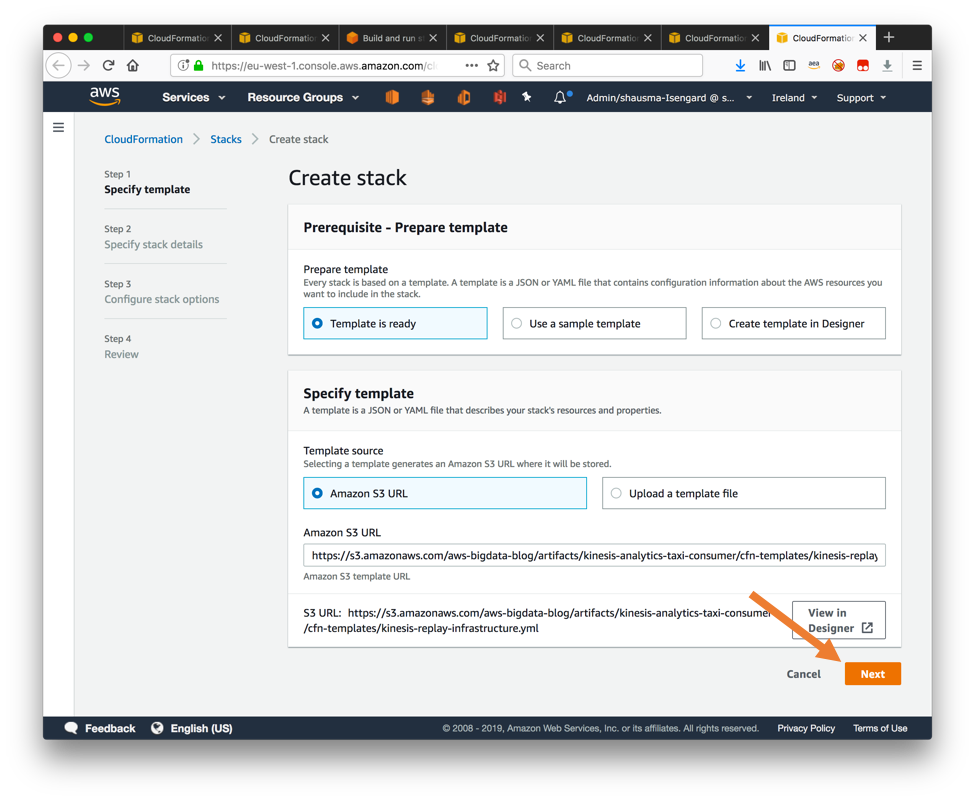 CloudFormation
CloudFormation
Build and run s
CloudFormation
CloudFormation
CloudFormation
CloudFormation
https://eu-west-1.console.aws.amazon.com/cl
Search
aea
aws
Services
Resource Groups
Admin/shausma-Isengard @ s...
Ireland
Support
CloudFormation
Stacks
Create stack
Step 1
Specify template
Step 2
Specify stack details
Step 3
Configure stack options
Step 4
Review
Create stack
Prerequisite - Prepare template
Prepare template
Every stack is based on a template. A template is a JSON or YAML file that contains configuration information about the AWS resources you
want to include in the stack.
Template is ready
Use a sample template
Create template in Designer
Specify template
A template is a JSON or YAML file that describes your stack's resources and properties.
Template source
Selecting a template generates an Amazon S3 URL where it will be stored.
Amazon S3 URL
Upload a template file
Amazon S3 URL
https://s3.amazonaws.com/aws-bigdata-blog/artifacts/kinesis-analytics-taxi-consumer/cfn-templates/kinesis-replay
Amazon S3 template URL
S3 URL: https://s3.amazonaws.com/aws-bigdata-blog/artifacts/kinesis-analytics-taxi-consumer
/cfn-templates/kinesis-replay-infrastructure.yml
View in
Designer
Cancel
Next
Feedback
English (US)
© 2008 - 2019, Amazon Web Services, Inc. or its affiliates. All rights reserved.
Privacy Policy
Terms of Use